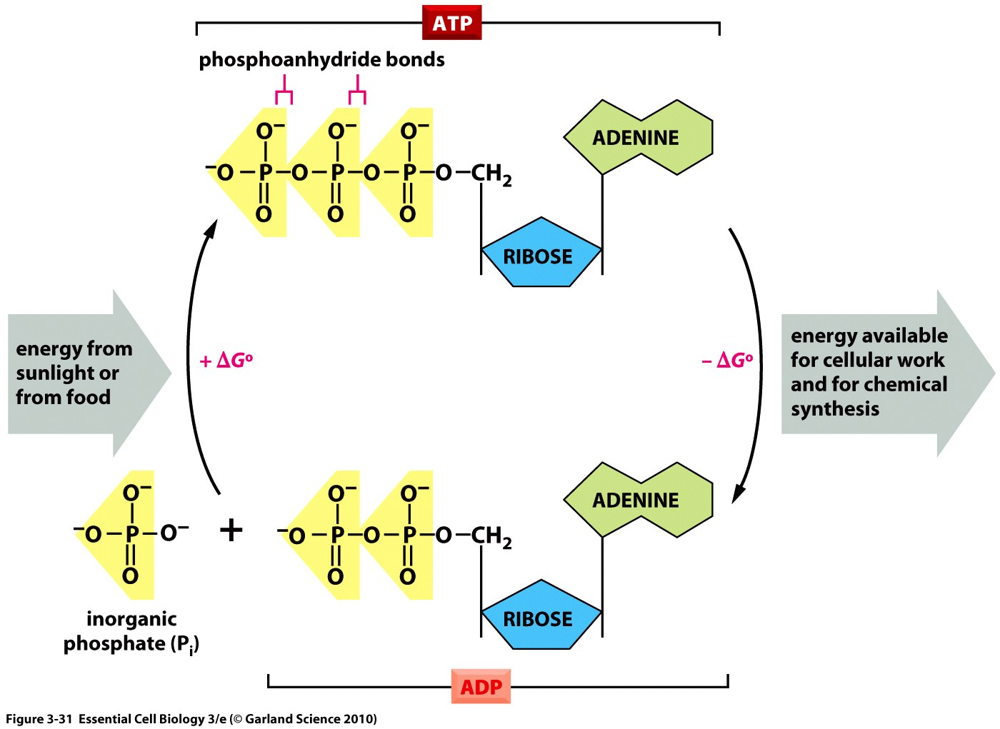 ATP
phosphoanhydride bonds
O⁻ O⁻ O⁻
⁻O P O P O P O CH₂
O O O
ADENINE
RIBOSE
energy from
sunlight or
from food
+ ΔG°
− ΔG°
energy available
for cellular work
and for chemical
synthesis
O⁻
⁻O P O⁻
O
inorganic
phosphate (Pᵢ)
+
O⁻ O⁻
⁻O P O P O CH₂
O O
ADENINE
RIBOSE
ADP
Figure 3-31 Essential Cell Biology 3/e (© Garland Science 2010)